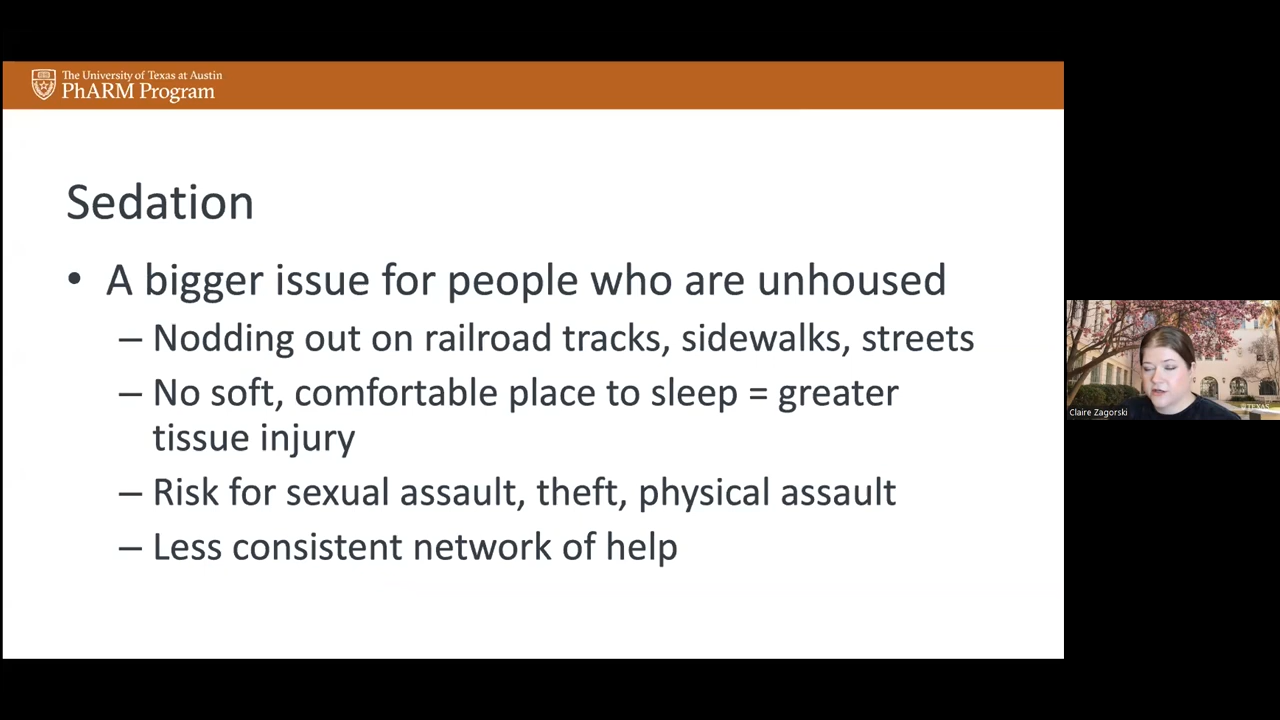 The University of Texas at Austin
PhARM Program
Sedation
• A bigger issue for people who are unhoused
– Nodding out on railroad tracks, sidewalks, streets
– No soft, comfortable place to sleep = greater
tissue injury
– Risk for sexual assault, theft, physical assault
– Less consistent network of help
Claire Zagorski
TEXAS